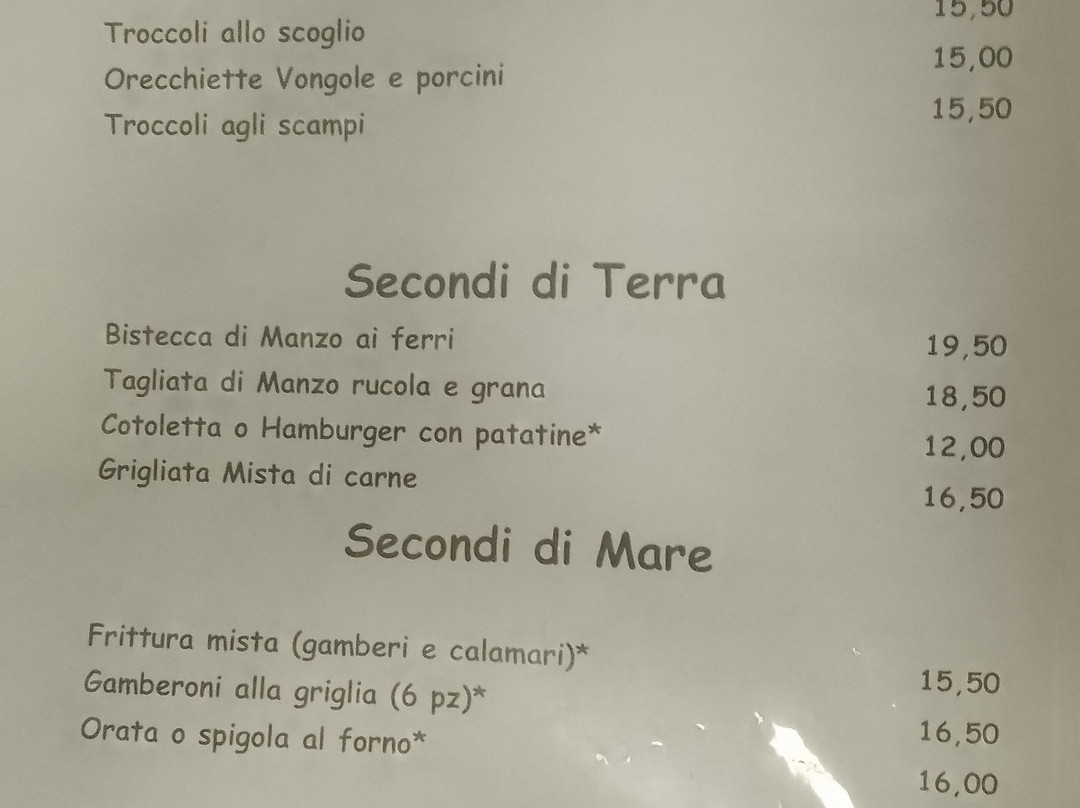 Troccoli allo scoglio 15,50
Orecchiette Vongole e porcini 15,00
Troccoli agli scampi 15,50
Secondi di Terra
Bistecca di Manzo ai ferri 19,50
Tagliata di Manzo rucola e grana 18,50
Cotoletta o Hamburger con patatine* 12,00
Grigliata Mista di carne 16,50
Secondi di Mare
Frittura mista (gamberi e calamari)* 15,50
Gamberoni alla griglia (6 pz)* 16,50
Orata o spigola al forno* 16,00